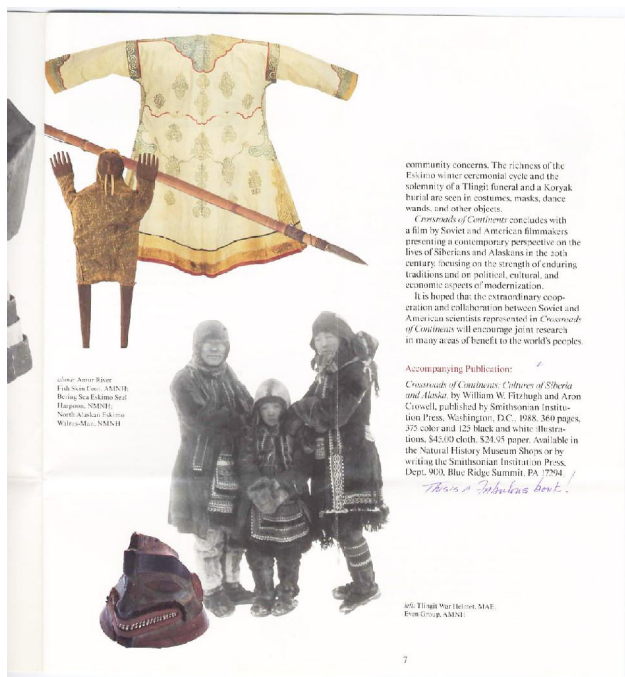 community concerns. The richness of the
Eskimo winter ceremonial cycle and the
solemnity of a Tlingit funeral and a Koryak
burial are seen in costumes, masks, dance
wands, and other objects.
Crossroads of Continents concludes with
a film by Soviet and American filmmakers
presenting a contemporary perspective on the
lives of Siberians and Alaskans in the 20th
century, focusing on the strength of enduring
traditions and on political, cultural, and
economic aspects of modernization.
It is hoped that the extraordinary coop-
eration and collaboration between Soviet and
American scientists represented in Crossroads
of Continents will encourage joint research
in many areas of benefit to the world's peoples.
Accompanying Publication:
Crossroads of Continents: Cultures of Siberia
and Alaska, by William W. Fitzhugh and Aron
Crowell, published by Smithsonian Institu-
tion Press, Washington, D.C., 1988, 360 pages,
375 color and 125 black and white illustra-
tions, $45.00 cloth, $24.95 paper. Available in
the Natural History Museum Shops or by
writing the Smithsonian Institution Press,
Dept. 900, Blue Ridge Summit, PA 17294.
This is a fabulous book!
above: Amur River
Fish Skin Coat, AMNH;
Bering Sea Eskimo Seal
Harpoon, NMNH;
North Alaskan Eskimo
Walrus-Man, NMNH
left: Tlingit War Helmet, MAE;
Even Group, AMNH
7